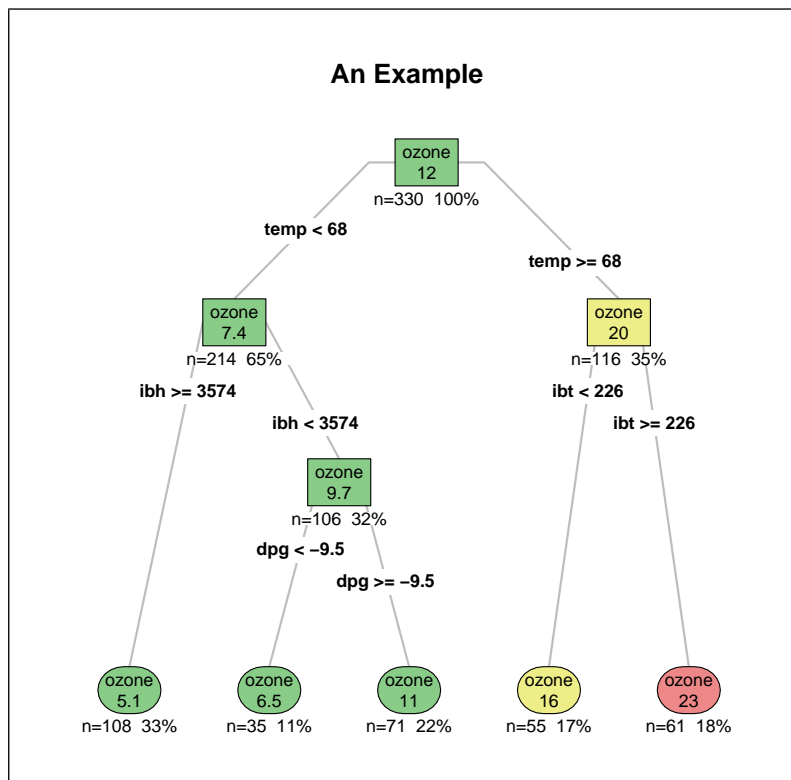 An Example
ozone
12
n=330 100%
temp < 68
temp >= 68
ozone
7.4
n=214 65%
ozone
20
n=116 35%
ibh >= 3574
ibh < 3574
ibt < 226
ibt >= 226
ozone
9.7
n=106 32%
dpg < −9.5
dpg >= −9.5
ozone
5.1
n=108 33%
ozone
6.5
n=35 11%
ozone
11
n=71 22%
ozone
16
n=55 17%
ozone
23
n=61 18%